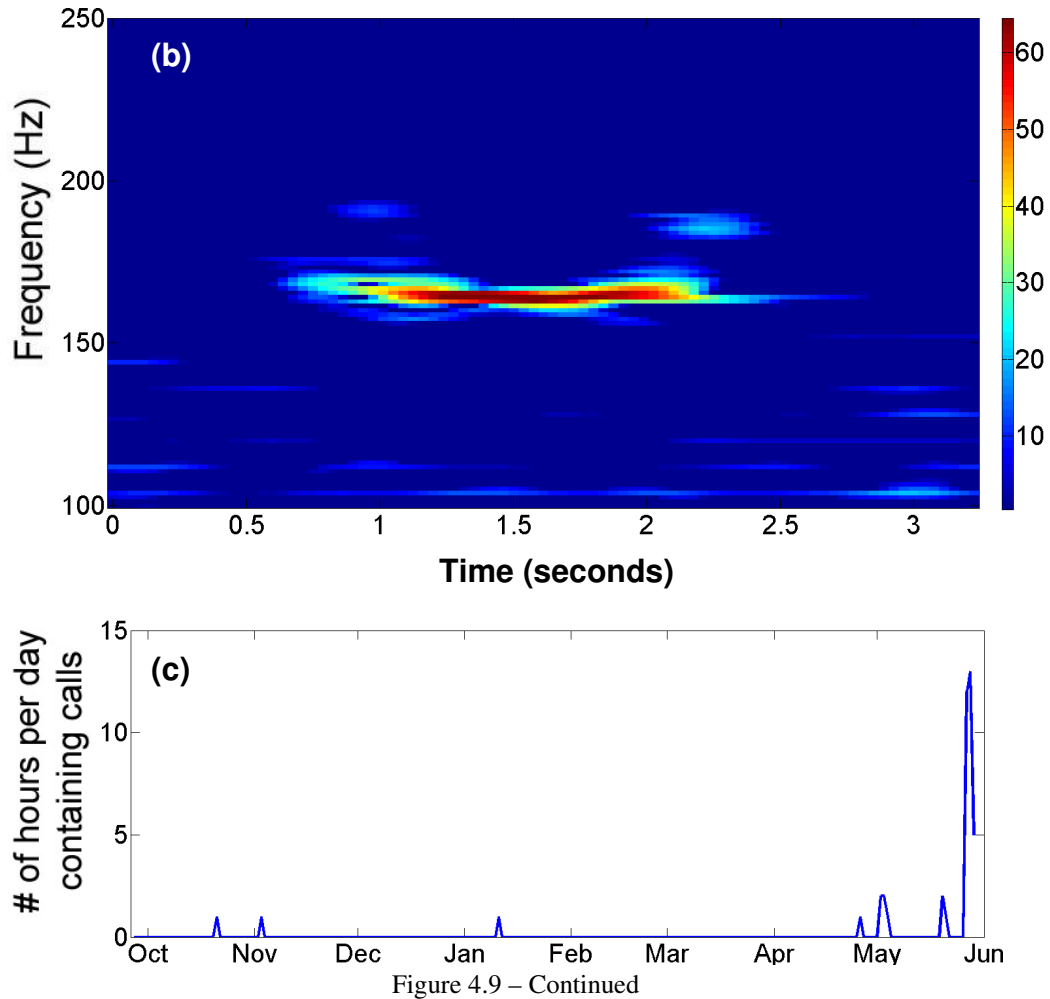 (b)
Frequency (Hz)
250
200
150
100
0 0.5 1 1.5 2 2.5 3
Time (seconds)
60
50
40
30
20
10
(c)
# of hours per day
containing calls
15
10
5
0
Oct Nov Dec Jan Feb Mar Apr May Jun
Figure 4.9 – Continued